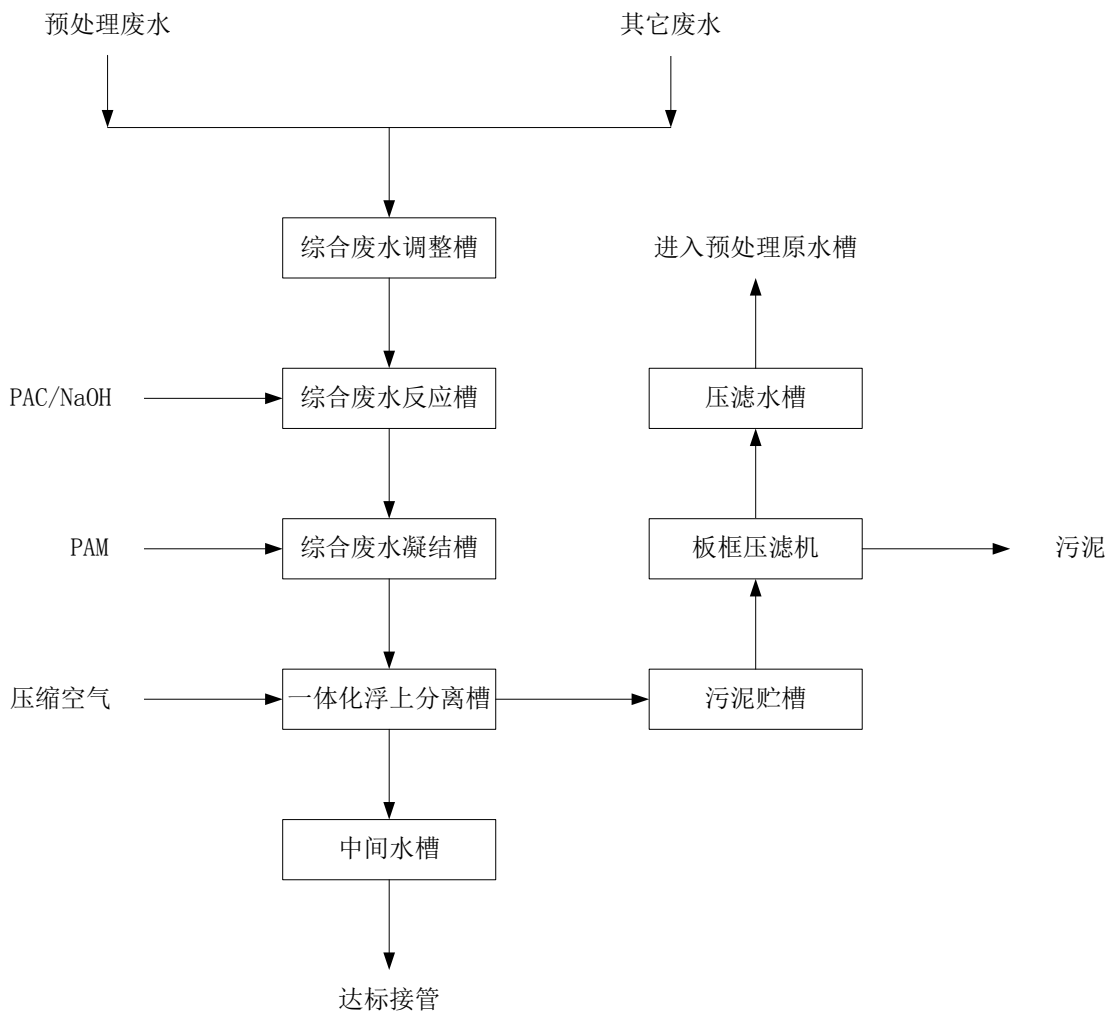 预处理废水
其它废水
综合废水调整槽
进入预处理原水槽
PAC/NaOH
综合废水反应槽
压滤水槽
PAM
综合废水凝结槽
板框压滤机
污泥
压缩空气
一体化浮上分离槽
污泥贮槽
中间水槽
达标接管